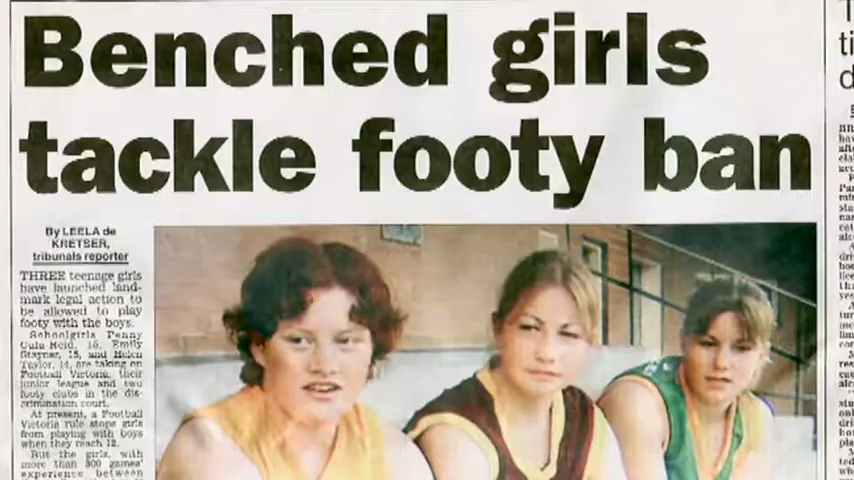 Benched girls
tackle footy ban
By LEELA de
KRETSER,
tribunals reporter
THREE teenage girls
have launched land-
mark legal action to
be allowed to play
footy with the boys.
Schoolgirls Penny
15, Emily
Stayner, 15, and Helen
Taylor, 14, are taking on
Football Victoria, their
junior league and two
footy clubs in the dis-
crimination court.
At present, a Football
Victoria rule stops girls
from playing with boys
when they reach 12.
But the girls, with
more than 300 games'
experience between